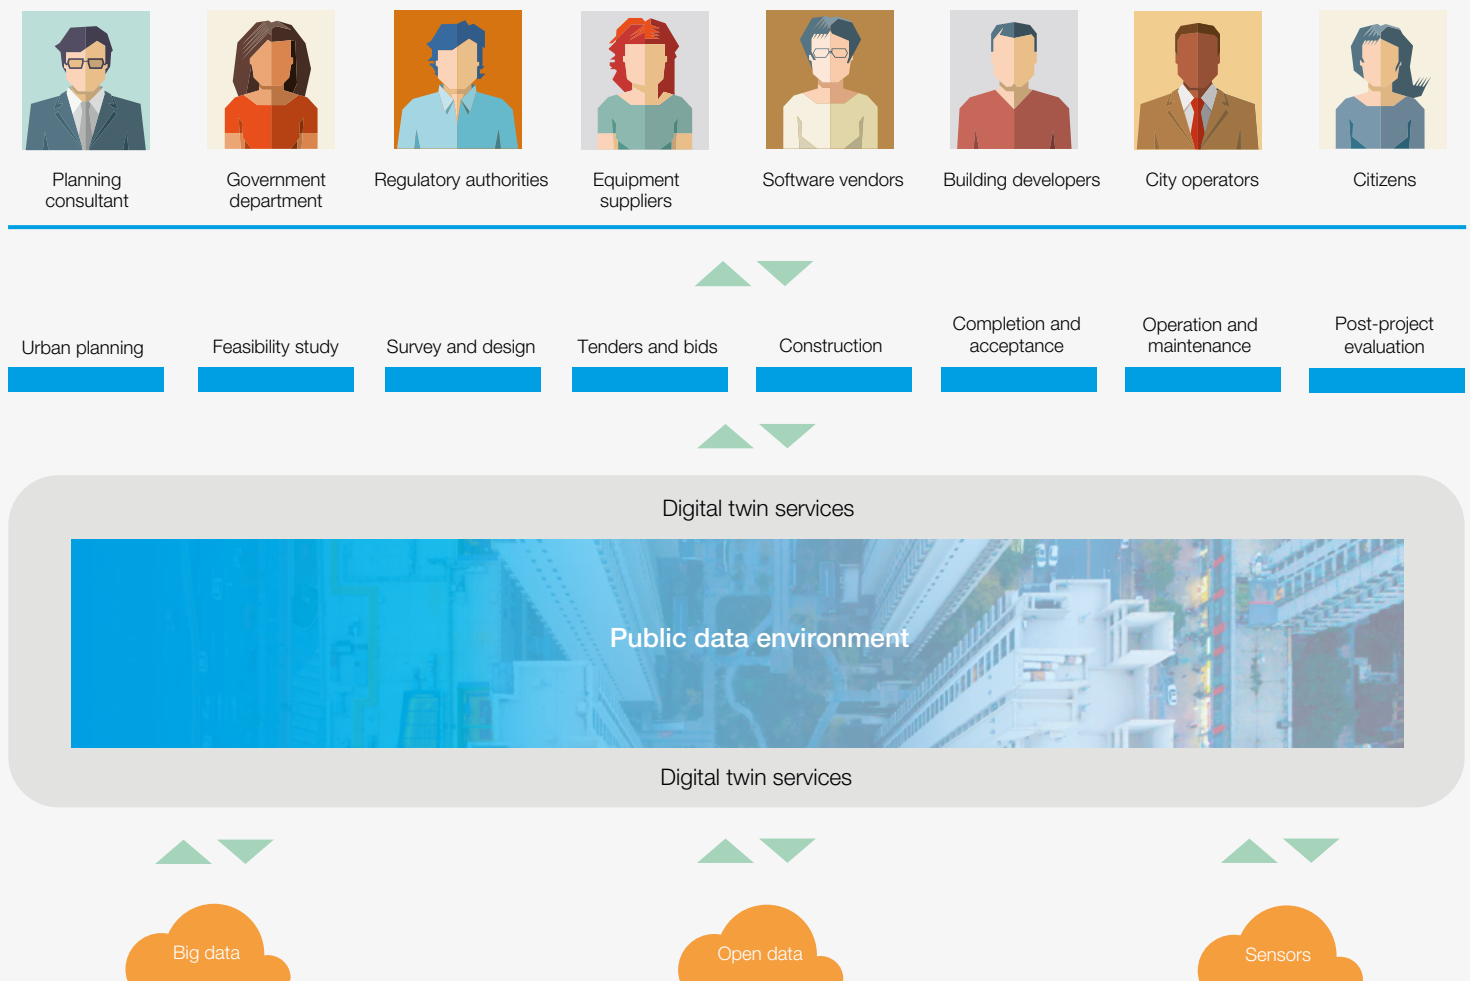 Planning
consultant
Government
department
Regulatory authorities
Equipment
suppliers
Software vendors
Building developers
City operators
Citizens
Urban planning
Feasibility study
Survey and design
Tenders and bids
Construction
Completion and
acceptance
Operation and
maintenance
Post-project
evaluation
Digital twin services
Public data environment
Digital twin services
Big data
Open data
Sensors